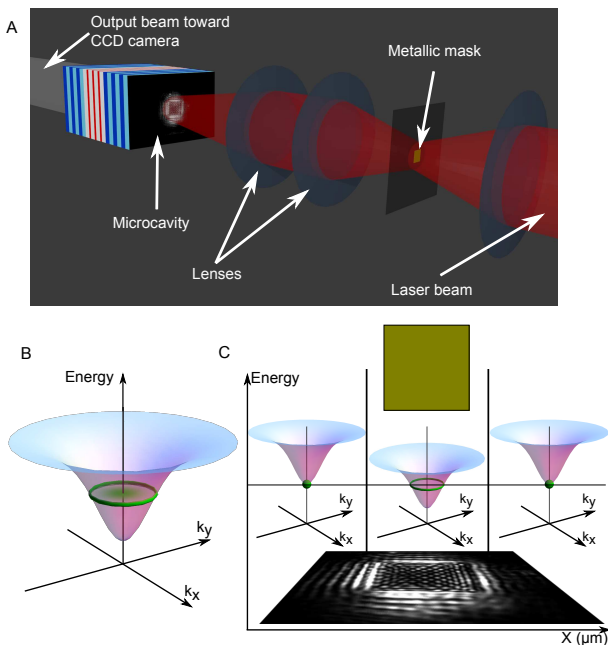 A
Output beam toward
CCD camera
Metallic mask
Microcavity
Lenses
Laser beam
B
Energy
ky
kx
C
Energy
ky
kx
ky
kx
ky
kx
X (μm)